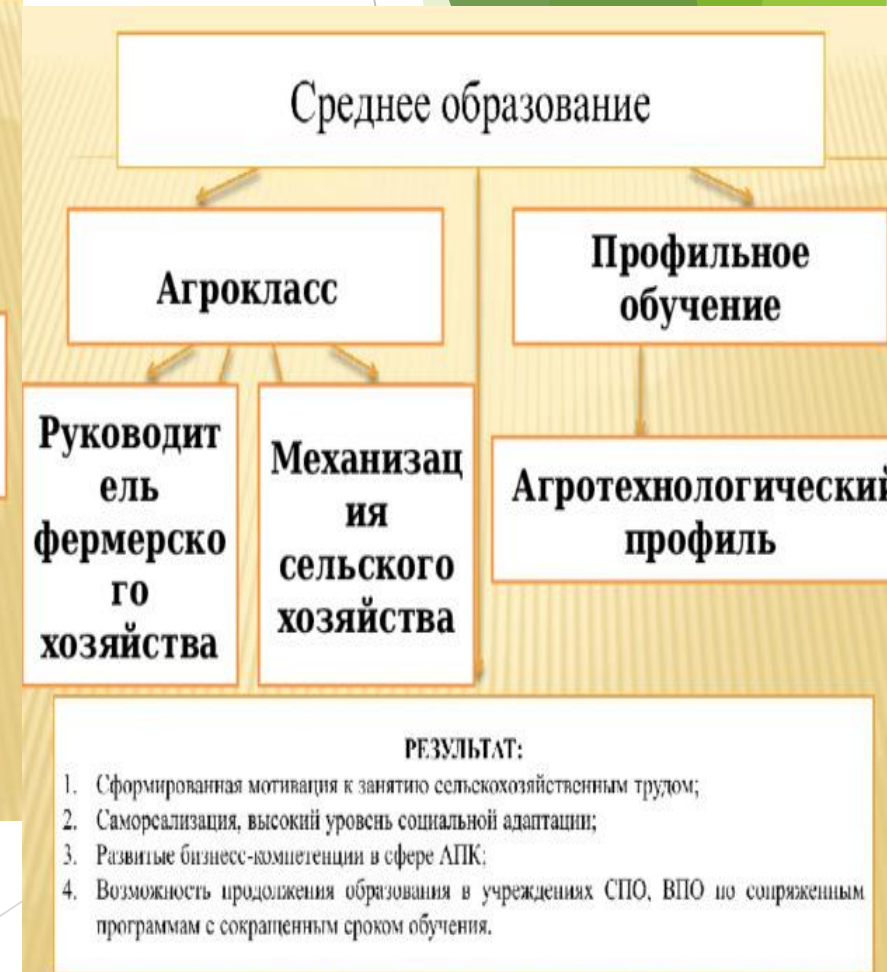 Среднее образование
Агрокласс
Профильное
обучение
Руководит
ель
фермерско
го
хозяйства
Механизац
ия
сельского
хозяйства
Агротехнологический
профиль
РЕЗУЛЬТАТ:
1. Сформированная мотивация к занятию сельскохозяйственным трудом;
2. Самореализация, высокий уровень социальной адаптации;
3. Развитые бизнесс-компетенции в сфере АПК;
4. Возможность продолжения образования в учреждениях СПО, ВПО по сопряженным
программам с сокращенным сроком обучения.